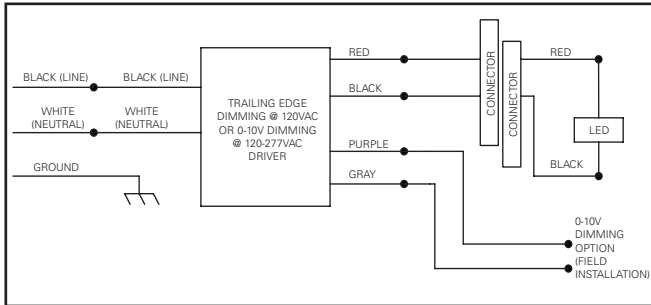 BLACK (LINE)
BLACK (LINE)
WHITE
(NEUTRAL)
WHITE
(NEUTRAL)
GROUND
TRAILING EDGE
DIMMING @ 120VAC
OR 0-10V DIMMING
@ 120-277VAC
DRIVER
RED
BLACK
PURPLE
GRAY
CONNECTOR
CONNECTOR
RED
LED
BLACK
0-10V
DIMMING
OPTION
(FIELD
INSTALLATION)